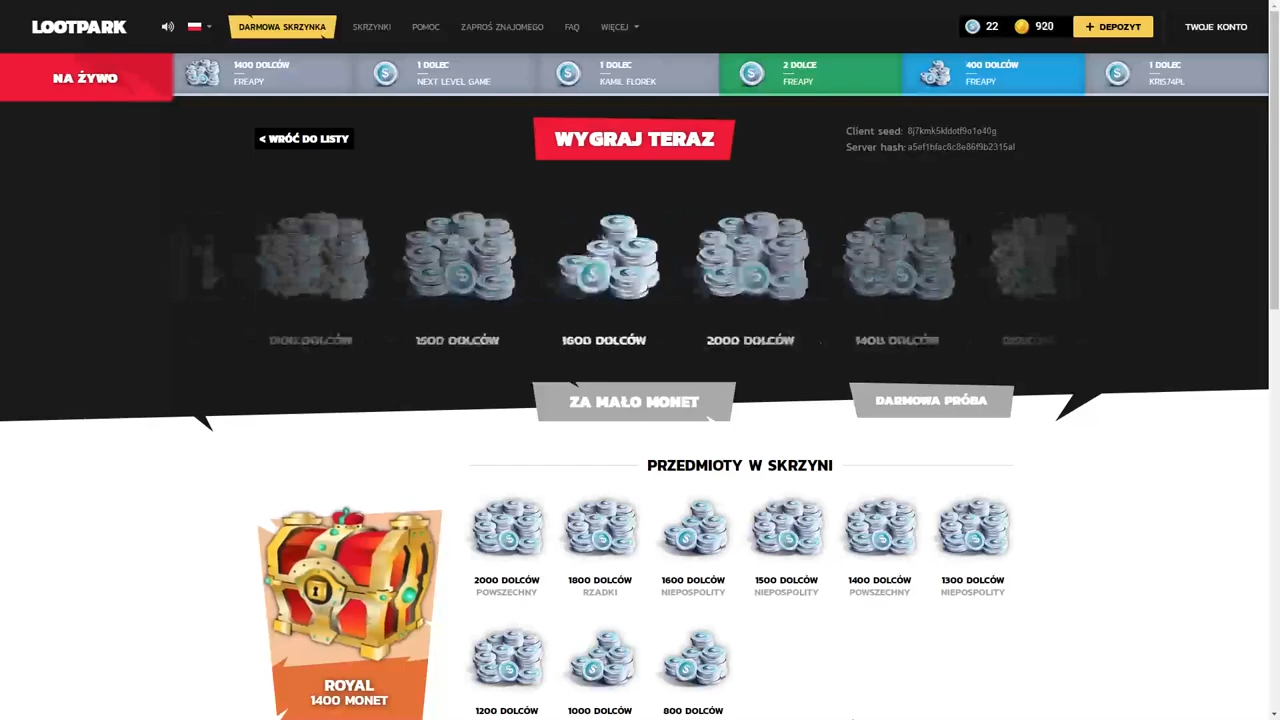 LOOTPARK
DARMOWA SKRZYNKA
SKRZYNKI
POMOC
ZAPROŚ ZNAJOMEGO
FAQ
WIĘCEJ
22
920
+ DEPOZYT
TWOJE KONTO
NA ŻYWO
1400 DOLCÓW
FREAPY
1 DOLEC
NEXT LEVEL GAME
1 DOLEC
KAMIL FLOREK
2 DOLCE
FREAPY
400 DOLCÓW
FREAPY
1 DOLEC
KRIS74PL
< WRÓĆ DO LISTY
WYGRAJ TERAZ
Client seed: 8j7kmk5kldotf9o1o40g
Server hash: a5ef1bfac8c8e86f9b2315al
DOLCÓW
1500 DOLCÓW
1600 DOLCÓW
2000 DOLCÓW
1400 DOLCÓW
ZA MAŁO MONET
DARMOWA PRÓBA
PRZEDMIOTY W SKRZYNI
2000 DOLCÓW
POWSZECHNY
1800 DOLCÓW
RZADKI
1600 DOLCÓW
NIEPOSPOLITY
1500 DOLCÓW
NIEPOSPOLITY
1400 DOLCÓW
POWSZECHNY
1300 DOLCÓW
NIEPOSPOLITY
ROYAL
1400 MONET
1200 DOLCÓW
1000 DOLCÓW
800 DOLCÓW